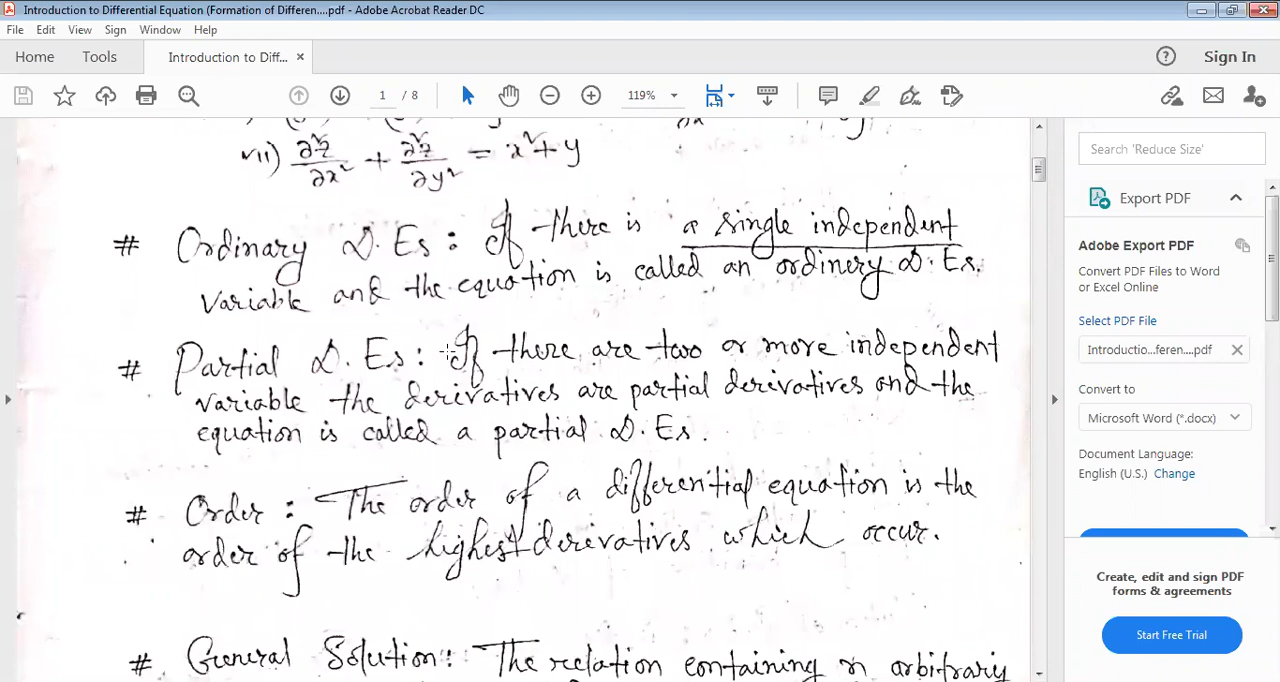 Introduction to Differential Equation (Formation of Differen....pdf - Adobe Acrobat Reader DC
File Edit View Sign Window Help
Home Tools Introduction to Diff... × Sign In
1 / 8 119%
vii) ∂²z/∂x² + ∂²z/∂y² = x² + y
# Ordinary D.Es : If there is a single independent
variable and the equation is called an ordinery D.Es.
# Partial D.Es : If there are two or more independent
variable the derivatives are partial derivatives and the
equation is called a partial D.Es.
# Order : The order of a differential equation is the
order of the highest derivatives which occur.
# General Solution : The relation containing n arbitrary
Search 'Reduce Size'
Export PDF
Adobe Export PDF
Convert PDF Files to Word
or Excel Online
Select PDF File
Introductio...feren....pdf
Convert to
Microsoft Word (*.docx)
Document Language:
English (U.S.) Change
Create, edit and sign PDF
forms & agreements
Start Free Trial